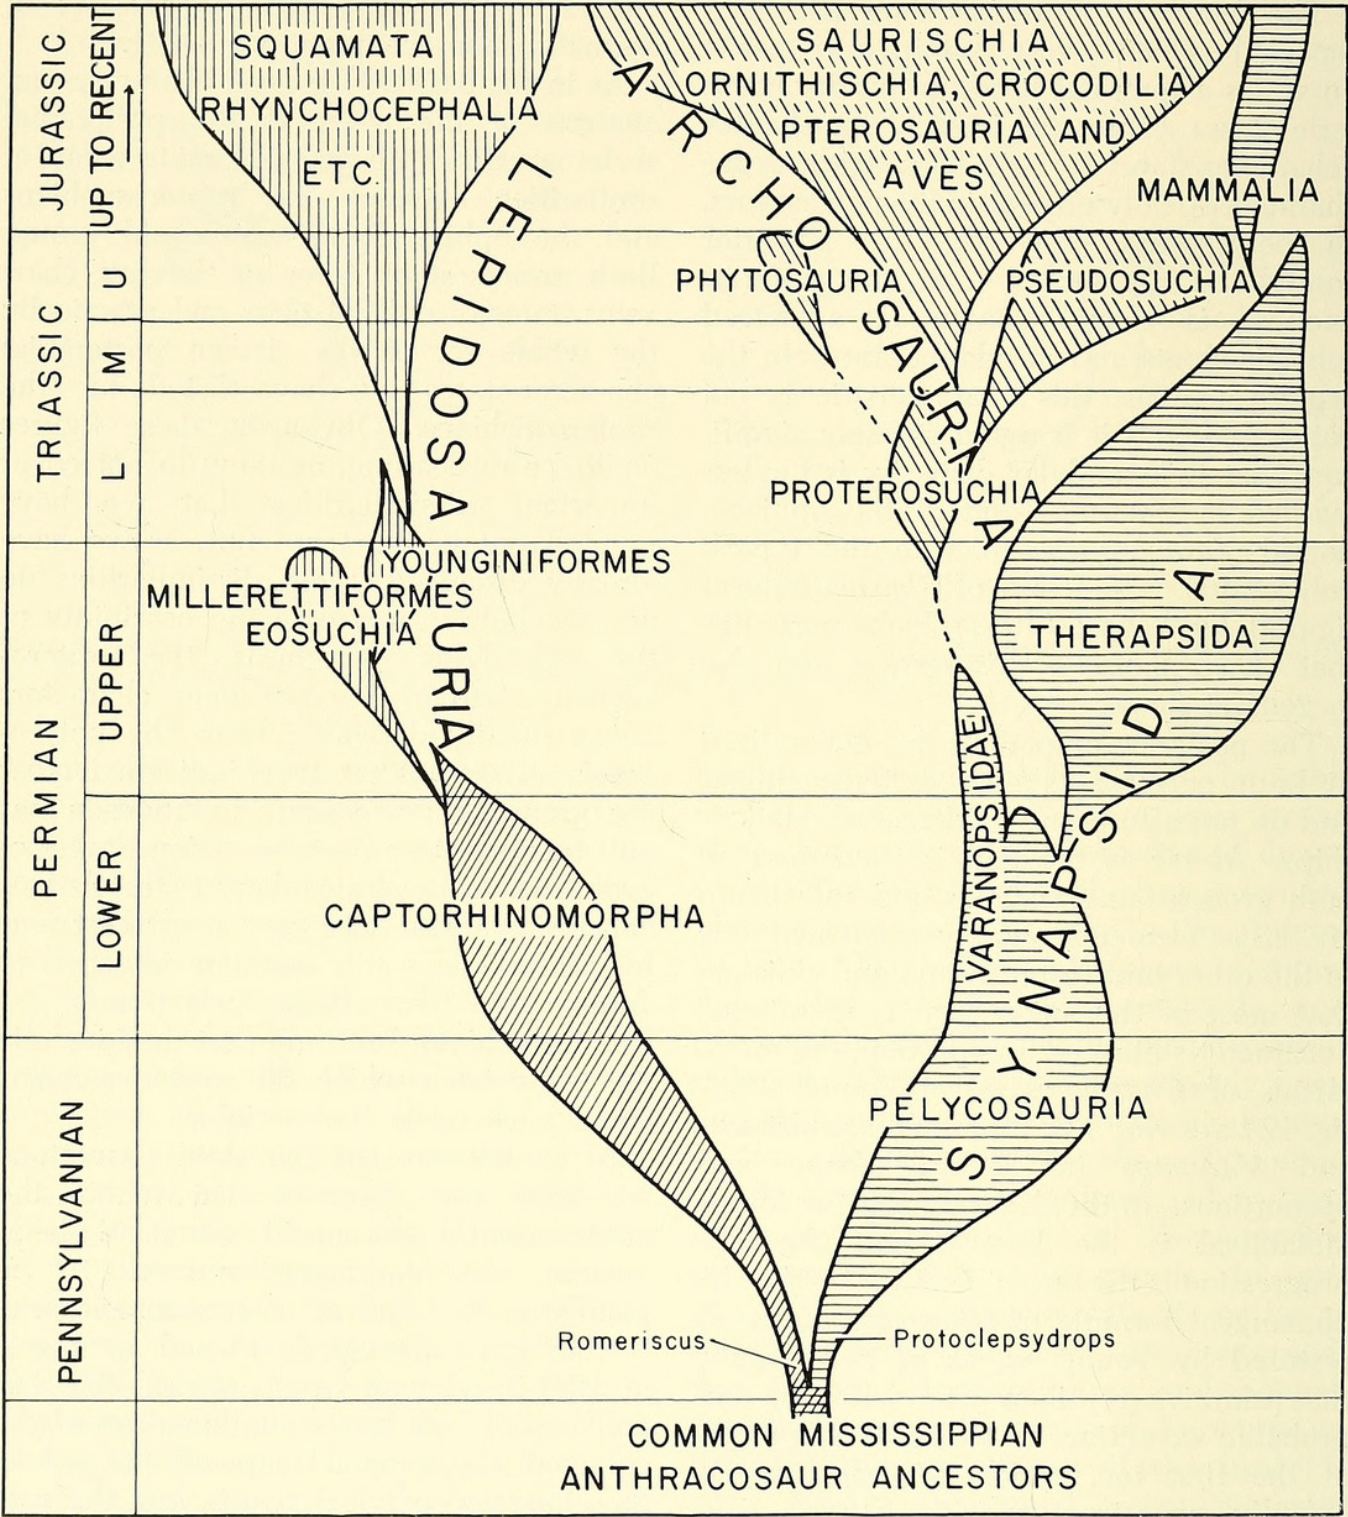 JURASSIC
UP TO RECENT
TRIASSIC
U
M
L
PERMIAN
UPPER
LOWER
PENNSYLVANIAN
SQUAMATA
RHYNCHOCEPHALIA
ETC.
LEPIDOSAURIA
SAURISCHIA
ORNITHISCHIA, CROCODILIA
PTEROSAURIA AND
AVES
ARCHOSAURIA
MAMMALIA
PHYTOSAURIA
PSEUDOSUCHIA
PROTEROSUCHIA
YOUNGINIFORMES
MILLERETTIFORMES
EOSUCHIA
THERAPSIDA
SYNAPSIDA
VARANOPSIDAE
CAPTORHINOMORPHA
PELYCOSAURIA
Romeriscus
Protoclepsydrops
COMMON MISSISSIPPIAN
ANTHRACOSAUR ANCESTORS